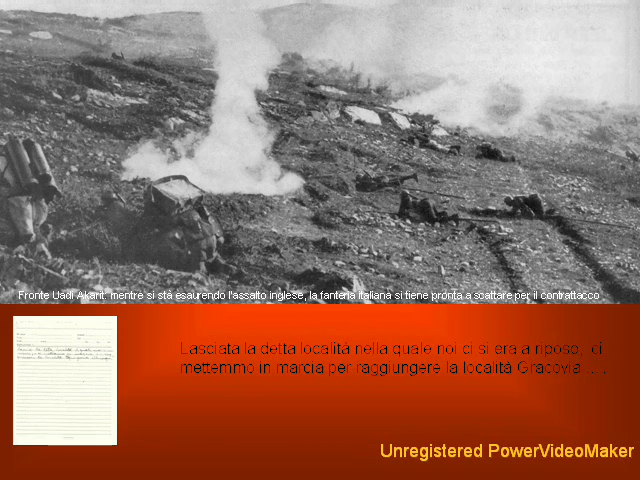 Fronte Uadi Akarit: mentre si stà esaurendo l'assalto inglese, la fanteria italiana si tiene pronta a scattare per il contrattacco
Lasciata la detta località nella quale noi ci si era a riposo, ci
mettemmo in marcia per raggiungere la località Gracovia ....
Unregistered PowerVideoMaker